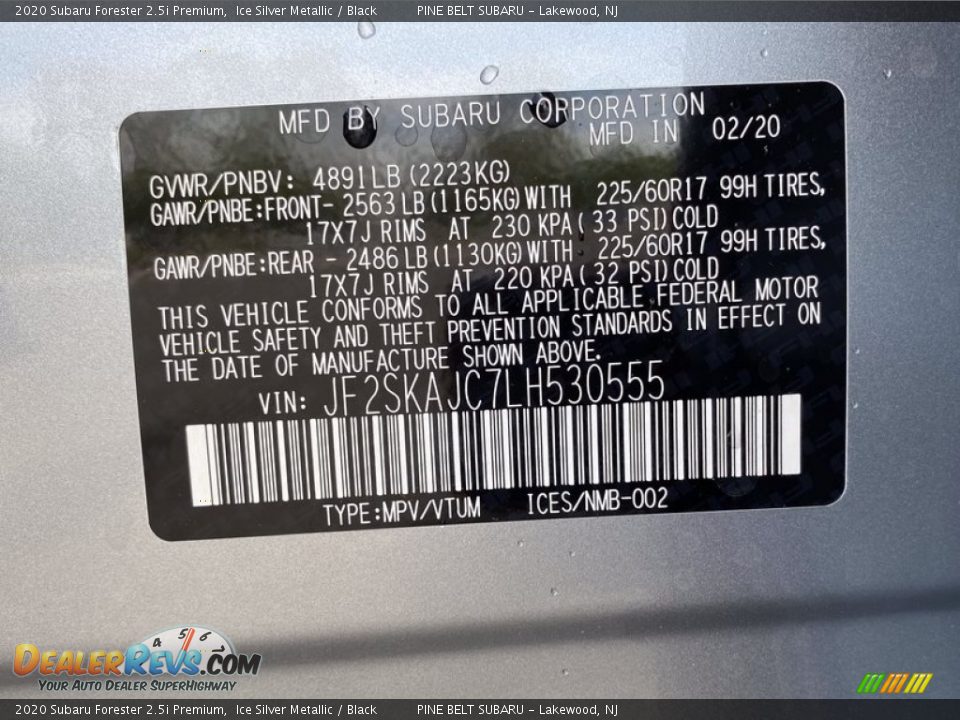 2020 Subaru Forester 2.5i Premium, Ice Silver Metallic / Black PINE BELT SUBARU - Lakewood, NJ
MFD BY SUBARU CORPORATION
MFD IN 02/20
GVWR/PNBV: 4891LB (2223KG)
GAWR/PNBE:FRONT- 2563 LB (1165KG) WITH 225/60R17 99H TIRES,
17X7J RIMS AT 230 KPA( 33 PSI) COLD
GAWR/PNBE:REAR - 2486 LB (1130KG) WITH 225/60R17 99H TIRES,
17X7J RIMS AT 220 KPA( 32 PSI) COLD
THIS VEHICLE CONFORMS TO ALL APPLICABLE FEDERAL MOTOR
VEHICLE SAFETY AND THEFT PREVENTION STANDARDS IN EFFECT ON
THE DATE OF MANUFACTURE SHOWN ABOVE.
VIN: JF2SKAJC7LH530555
TYPE:MPV/VTUM ICES/NMB-002
4 5 6
DEALERREVS.COM
YOUR AUTO DEALER SUPERHIGHWAY
2020 Subaru Forester 2.5i Premium, Ice Silver Metallic / Black PINE BELT SUBARU - Lakewood, NJ